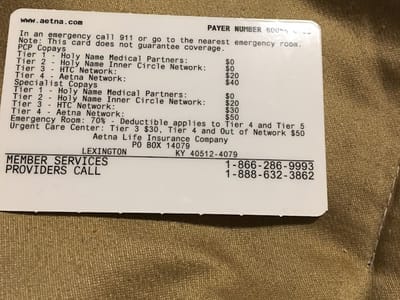 www.aetna.com PAYER NUMBER
In an emergency call 911 or go to the nearest emergency room.
Note: This card does not guarantee coverage.
PCP Copays
Tier 1 - Holy Name Medical Partners: $0
Tier 2 - Holy Name Inner Circle Network: $0
Tier 3 - HTC Network: $20
Tier 4 - Aetna Network: $40
Specialist Copays
Tier 1 - Holy Name Medical Partners: $0
Tier 2 - Holy Name Inner Circle Network: $20
Tier 3 - HTC Network: $30
Tier 4 - Aetna Network: $50
Emergency Room: 70% - Deductible applies to Tier 4 and Tier 5
Urgent Care Center: Tier 3 $30, Tier 4 and Out of Network $50
Aetna Life Insurance Company
PO BOX 14079
LEXINGTON KY 40512-4079
MEMBER SERVICES 1-866-286-9993
PROVIDERS CALL 1-888-632-3862